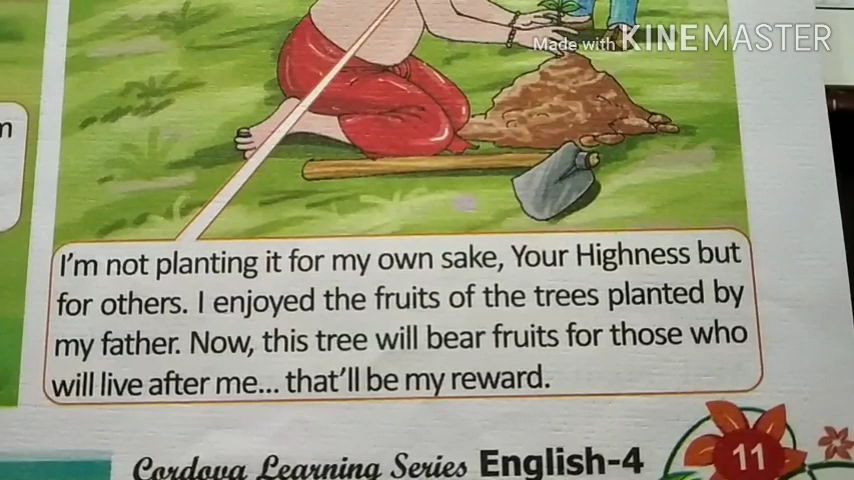 Made with KINEMASTER
I'm not planting it for my own sake, Your Highness but
for others. I enjoyed the fruits of the trees planted by
my father. Now, this tree will bear fruits for those who
will live after me... that'll be my reward.
Cordova Learning Series English-4
11